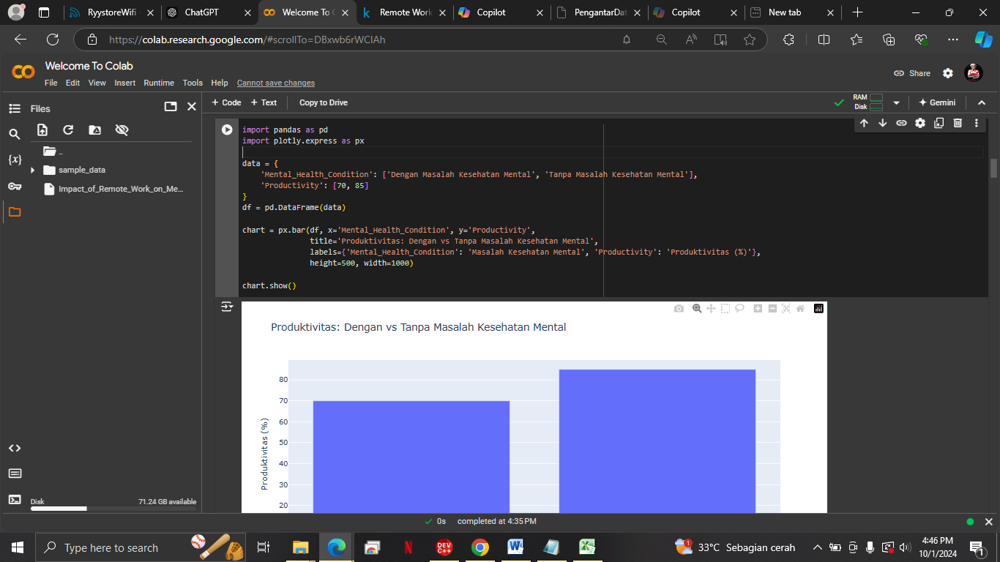 RyystoreWifi
ChatGPT
Welcome To C
Remote Work
Copilot
PengantarDat
Copilot
New tab
https://colab.research.google.com/#scrollTo=DBxwb6rWCIAh
Welcome To Colab
File Edit View Insert Runtime Tools Help Cannot save changes
Share
Files
+ Code + Text Copy to Drive
RAM
Disk
Gemini
..
sample_data
Impact_of_Remote_Work_on_Me...
{x}
import pandas as pd
import plotly.express as px
data = {
'Mental_Health_Condition': ['Dengan Masalah Kesehatan Mental', 'Tanpa Masalah Kesehatan Mental'],
'Productivity': [70, 85]
}
df = pd.DataFrame(data)
chart = px.bar(df, x='Mental_Health_Condition', y='Productivity',
title='Produktivitas: Dengan vs Tanpa Masalah Kesehatan Mental',
labels={'Mental_Health_Condition': 'Masalah Kesehatan Mental', 'Productivity': 'Produktivitas (%)'},
height=500, width=1000)
chart.show()
Produktivitas: Dengan vs Tanpa Masalah Kesehatan Mental
80
70
60
50
40
30
20
Produktivitas (%)
Disk 71.24 GB available
0s completed at 4:35 PM
Type here to search
DEV C++
33°C Sebagian cerah
4:46 PM
10/1/2024
1
1